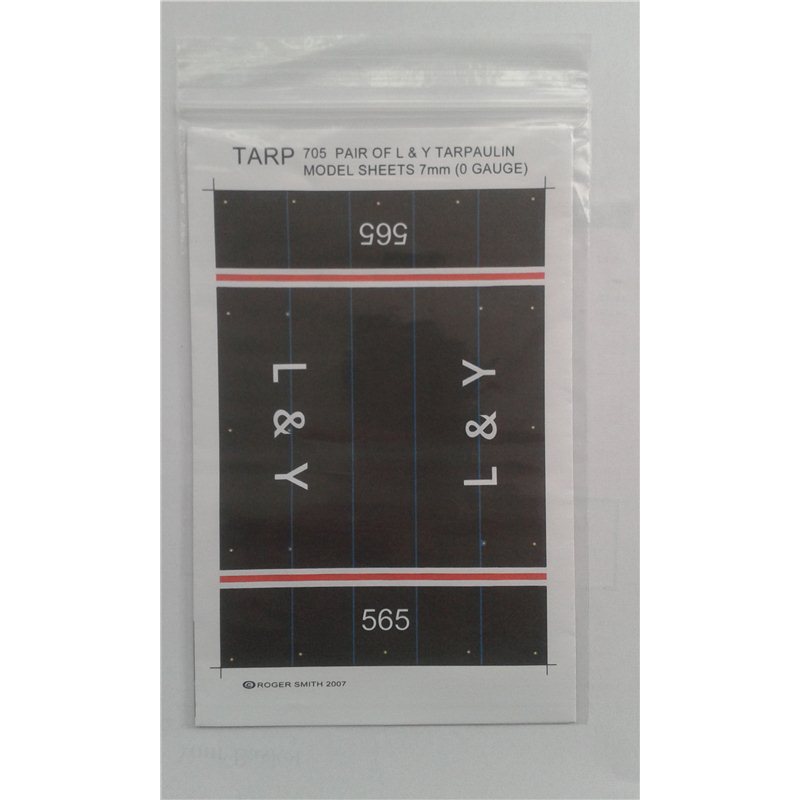 TARP 705 PAIR OF L & Y TARPAULIN
MODEL SHEETS 7mm (0 GAUGE)
565
L & Y
L & Y
565
© ROGER SMITH 2007